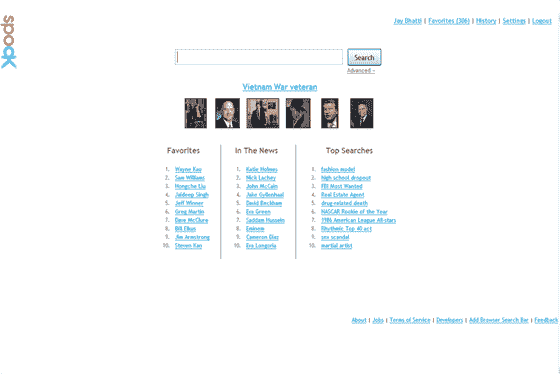 spock
Jay Bhatti | Favorites (306) | History | Settings | Logout
Search
Advanced »
Vietnam War veteran
Favorites
1. Wayne Kao
2. Sam Williams
3. Hongche Liu
4. Jaideep Singh
5. Jeff Winner
6. Greg Martin
7. Dave McClure
8. Bill Elkus
9. Jim Armstrong
10. Steven Kan
In The News
1. Katie Holmes
2. Nick Lachey
3. John McCain
4. Jake Gyllenhaal
5. David Beckham
6. Eva Green
7. Saddam Hussein
8. Eminem
9. Cameron Diaz
10. Eva Longoria
Top Searches
1. fashion model
2. high school dropout
3. FBI Most Wanted
4. Real Estate Agent
5. drug-related death
6. NASCAR Rookie of the Year
7. 1986 American League All-stars
8. Rhythmic Top 40 act
9. sex scandal
10. martial artist
About | Jobs | Terms of Service | Developers | Add Browser Search Bar | Feedback